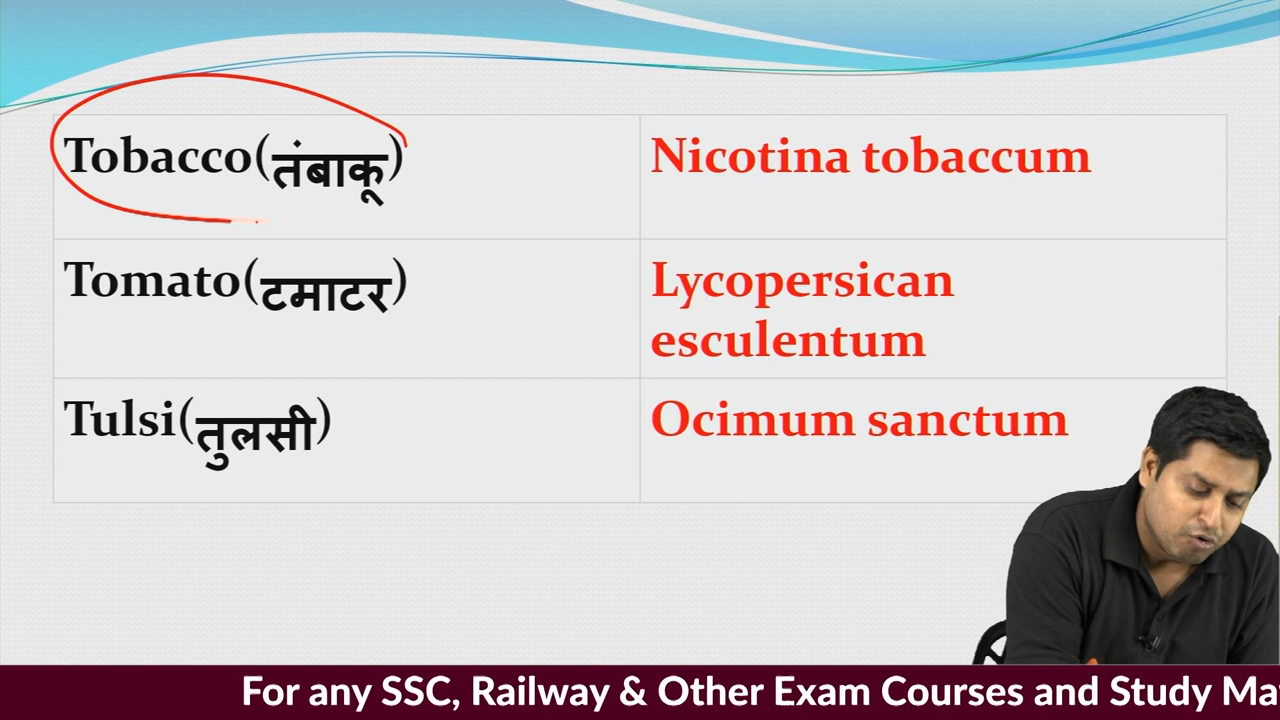 Tobacco(तंबाकू)
Nicotina tobaccum
Tomato(टमाटर)
Lycopersican
esculentum
Tulsi(तुलसी)
Ocimum sanctum
For any SSC, Railway & Other Exam Courses and Study Ma